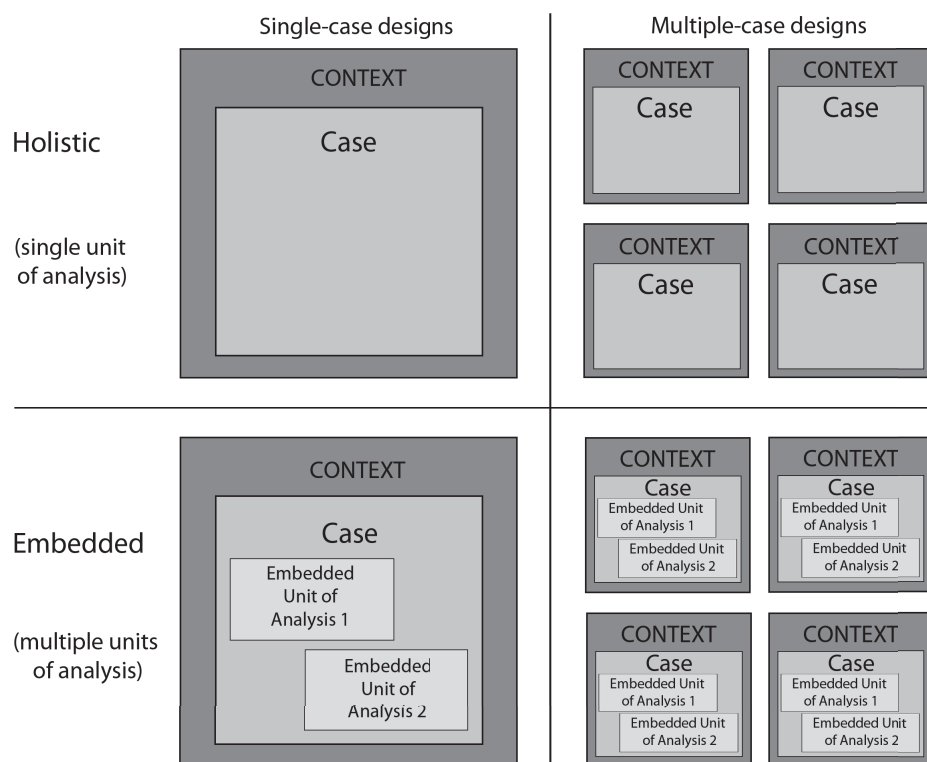 Single-case designs
Multiple-case designs
Holistic
(single unit
of analysis)
CONTEXT
Case
CONTEXT
Case
CONTEXT
Case
CONTEXT
Case
CONTEXT
Case
Embedded
(multiple units
of analysis)
CONTEXT
Case
Embedded
Unit of
Analysis 1
Embedded
Unit of
Analysis 2
CONTEXT
Case
Embedded Unit
of Analysis 1
Embedded Unit
of Analysis 2
CONTEXT
Case
Embedded Unit
of Analysis 1
Embedded Unit
of Analysis 2
CONTEXT
Case
Embedded Unit
of Analysis 1
Embedded Unit
of Analysis 2
CONTEXT
Case
Embedded Unit
of Analysis 1
Embedded Unit
of Analysis 2